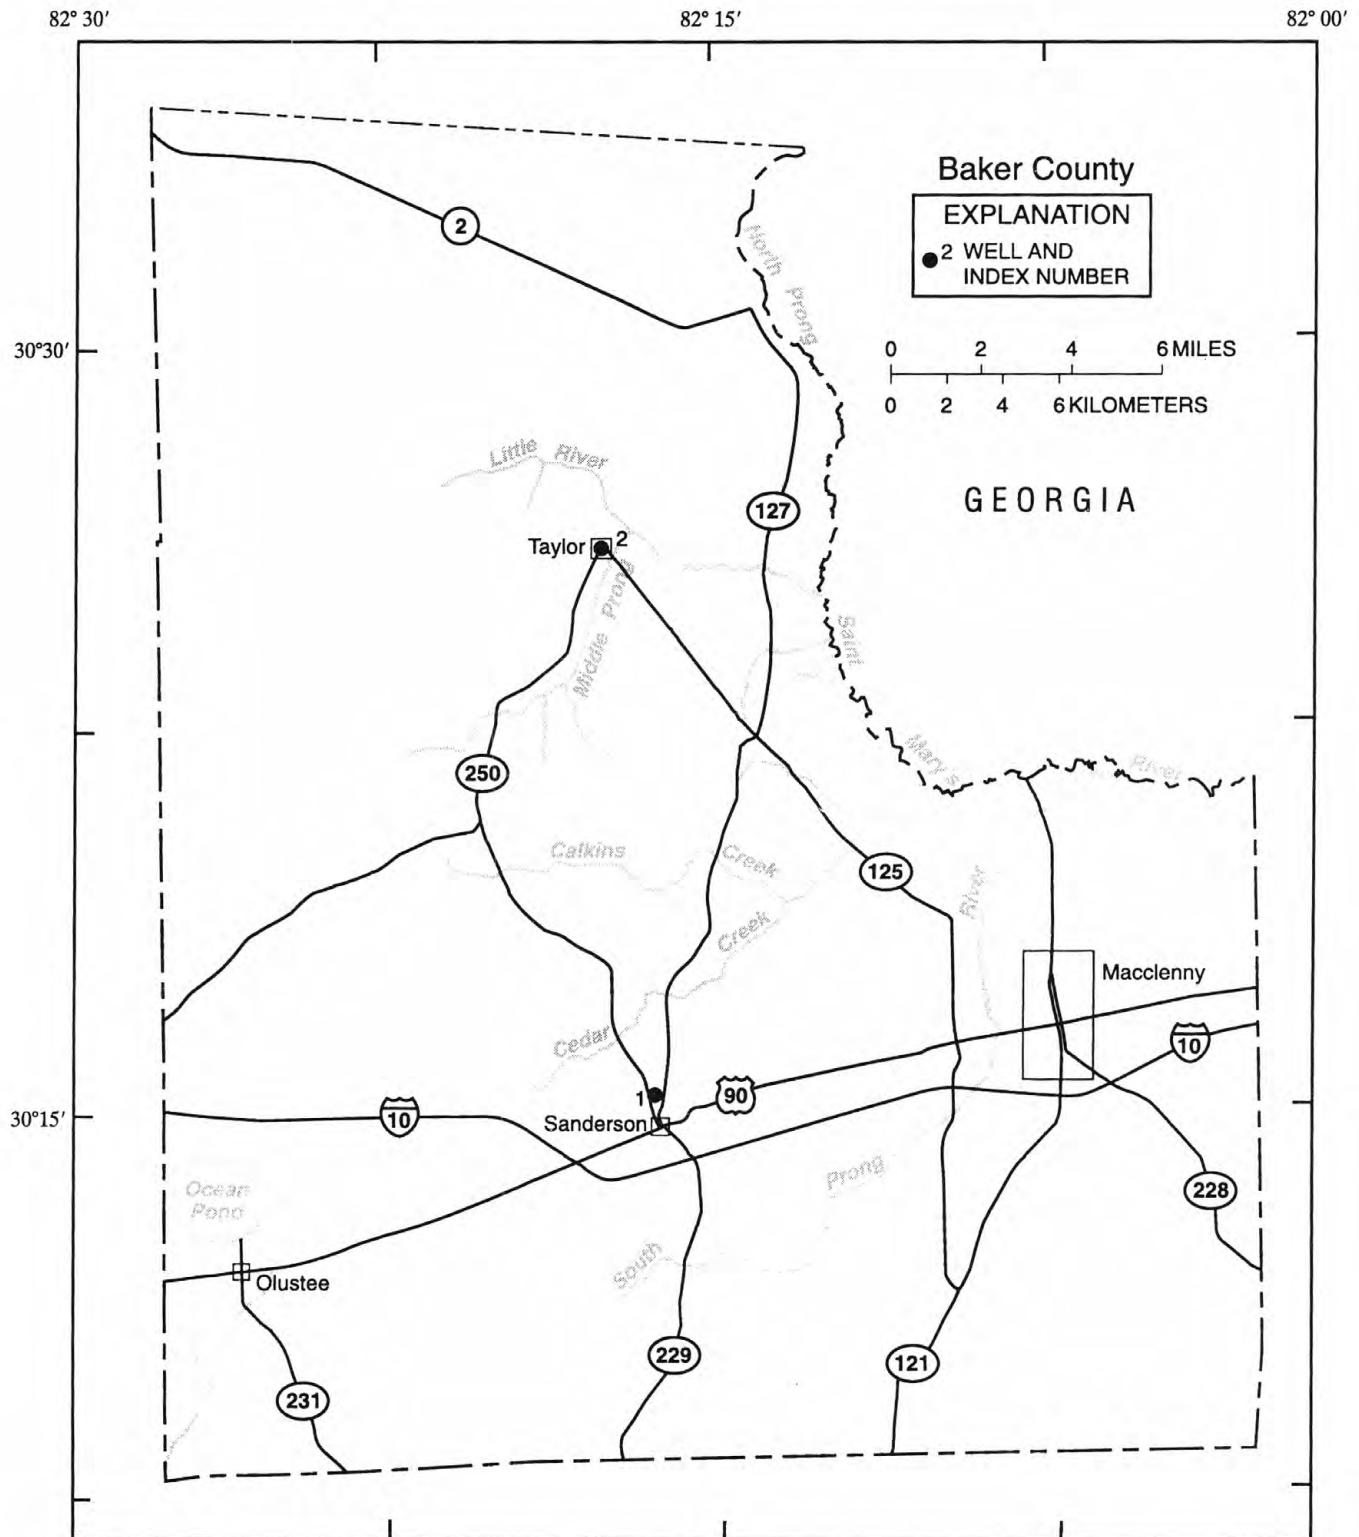 82° 30′
82° 15′
82° 00′
Baker County
EXPLANATION
2 WELL AND
INDEX NUMBER
2
North
Prong
30°30′
0 2 4 6 MILES
0 2 4 6 KILOMETERS
GEORGIA
Little River
127
Taylor 2
Middle Prong
Saint
Mary's
River
250
Calkins
Creek
125
River
Creek
Macclenny
Cedar
10
90
1
30°15′
10
Sanderson
Prong
Ocean
Pond
228
South
Olustee
229
121
231